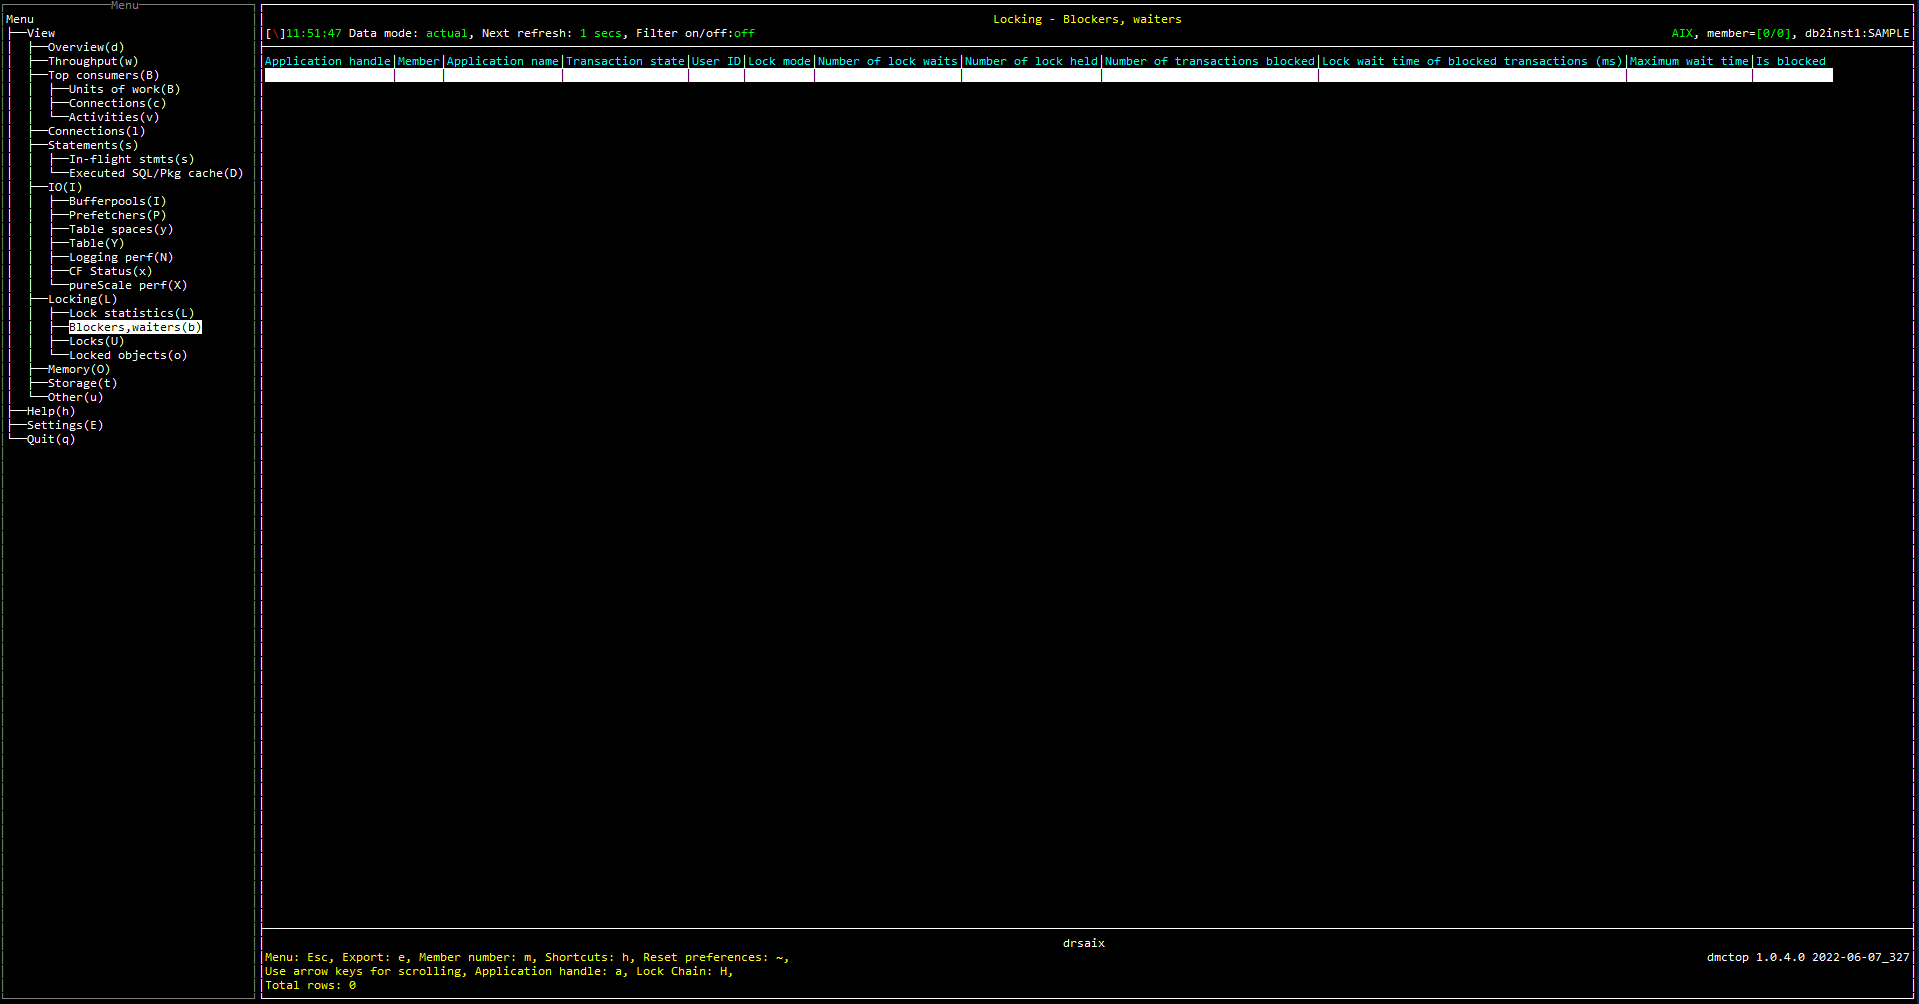 Menu
Menu
View
Overview(d)
Throughput(w)
Top consumers(B)
Units of work(B)
Connections(c)
Activities(v)
Connections(l)
Statements(s)
In-flight stmts(s)
Executed SQL/Pkg cache(D)
IO(I)
Bufferpools(I)
Prefetchers(P)
Table spaces(y)
Table(Y)
Logging perf(N)
CF Status(x)
pureScale perf(X)
Locking(L)
Lock statistics(L)
Blockers,waiters(b)
Locks(U)
Locked objects(o)
Memory(O)
Storage(t)
Other(u)
Help(h)
Settings(E)
Quit(q)
Locking - Blockers, waiters
[\]11:51:47 Data mode: actual, Next refresh: 1 secs, Filter on/off:off
AIX, member=[0/0], db2inst1:SAMPLE
Application handle|Member|Application name|Transaction state|User ID|Lock mode|Number of lock waits|Number of lock held|Number of transactions blocked|Lock wait time of blocked transactions (ms)|Maximum wait time|Is blocked
drsaix
Menu: Esc, Export: e, Member number: m, Shortcuts: h, Reset preferences: ~,
dmctop 1.0.4.0 2022-06-07_327
Use arrow keys for scrolling, Application handle: a, Lock Chain: H,
Total rows: 0